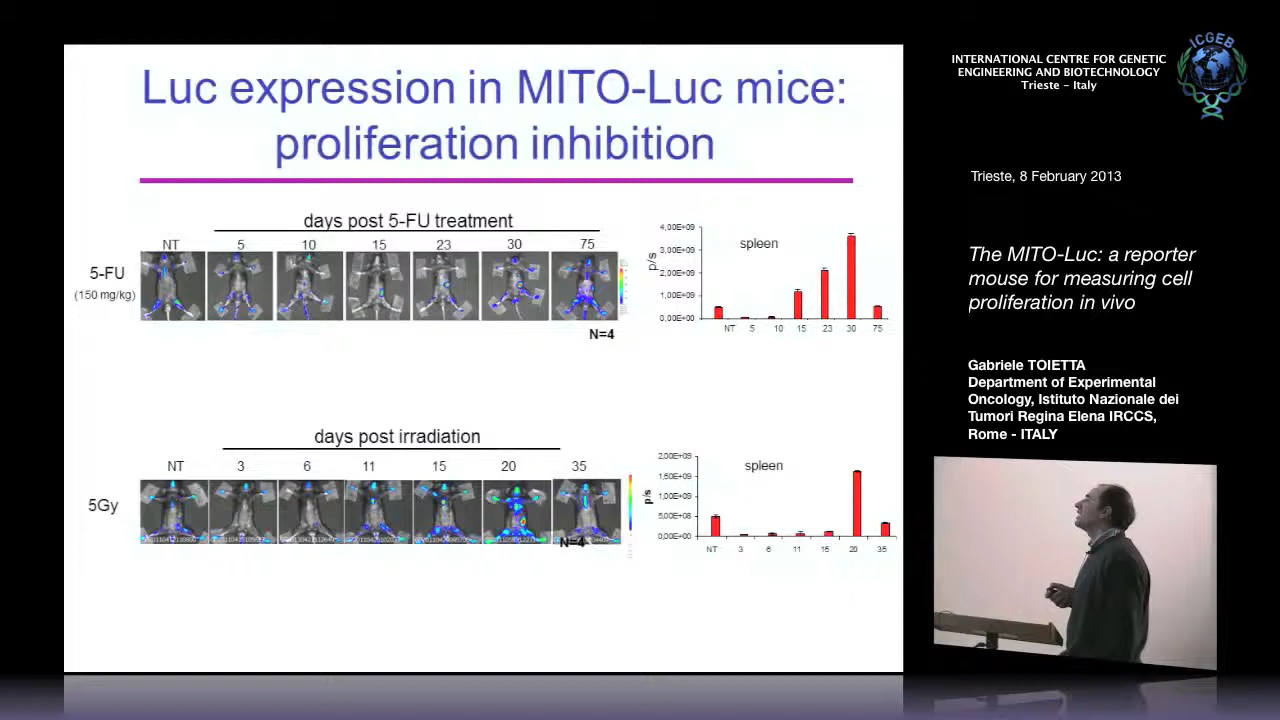 Luc expression in MITO-Luc mice:
proliferation inhibition
days post 5-FU treatment
NT 5 10 15 23 30 75
5-FU
(150 mg/kg)
N=4
spleen
p/s
4,00E+09
3,00E+09
2,00E+09
1,00E+09
0,00E+00
NT 5 10 15 23 30 75
days post irradiation
NT 3 6 11 15 20 35
5Gy
N=4
spleen
p/s
2,00E+09
1,50E+09
1,00E+09
5,00E+08
0,00E+00
NT 3 6 11 15 20 35
INTERNATIONAL CENTRE FOR GENETIC
ENGINEERING AND BIOTECHNOLOGY
Trieste - Italy
ICGEB
Trieste, 8 February 2013
The MITO-Luc: a reporter
mouse for measuring cell
proliferation in vivo
Gabriele TOIETTA
Department of Experimental
Oncology, Istituto Nazionale dei
Tumori Regina Elena IRCCS,
Rome - ITALY